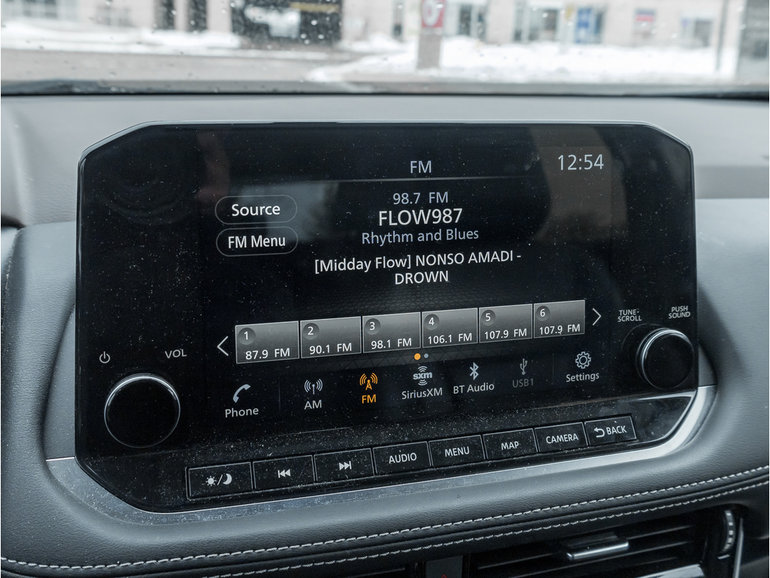 FM
12:54
98.7 FM
Source
FLOW987
FM Menu
Rhythm and Blues
[Midday Flow] NONSO AMADI -
DROWN
TUNE·
SCROLL
PUSH
SOUND
1
2
3
4
5
6
87.9 FM
90.1 FM
98.1 FM
106.1 FM
107.9 FM
107.9 FM
VOL
Phone
AM
FM
sxm
SiriusXM
BT Audio
USB1
Settings
AUDIO
MENU
MAP
CAMERA
BACK